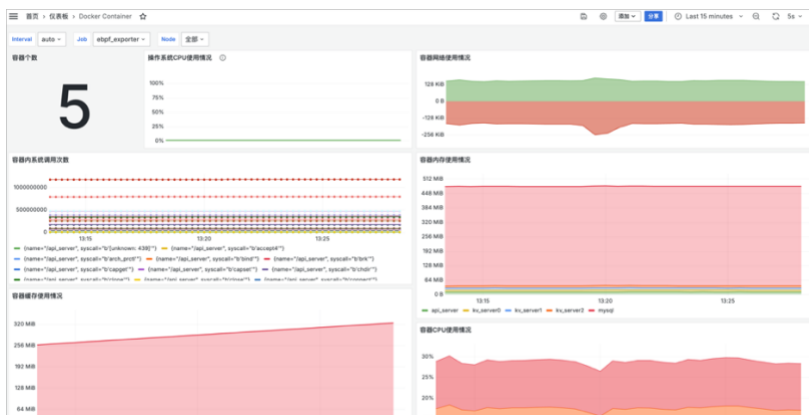 首页 › 仪表板 › Docker Container
添加
分享
Last 15 minutes
5s
Interval auto Job ebpf_exporter Node 全部
容器个数
5
操作系统CPU使用情况
100%
75%
50%
25%
0%
容器网络使用情况
128 KiB
0 B
-128 KiB
-256 KiB
容器内系统调用次数
1000000000
500000000
0
13:15 13:20 13:25
{name="/api_server", syscall="b'[unknown: 439]'"} {name="/api_server", syscall="b'accept4'"}
{name="/api_server", syscall="b'arch_prctl'"} {name="/api_server", syscall="b'bind'"} {name="/api_server", syscall="b'brk'"}
{name="/api_server", syscall="b'capget'"} {name="/api_server", syscall="b'capset'"} {name="/api_server", syscall="b'chdir'"}
容器内存使用情况
512 MiB
448 MiB
384 MiB
320 MiB
256 MiB
192 MiB
128 MiB
64 MiB
0 B
13:15 13:20 13:25
api_server kv_server0 kv_server1 kv_server2 mysql
容器缓存使用情况
320 MiB
256 MiB
192 MiB
128 MiB
64 MiB
容器CPU使用情况
30%
25%
20%